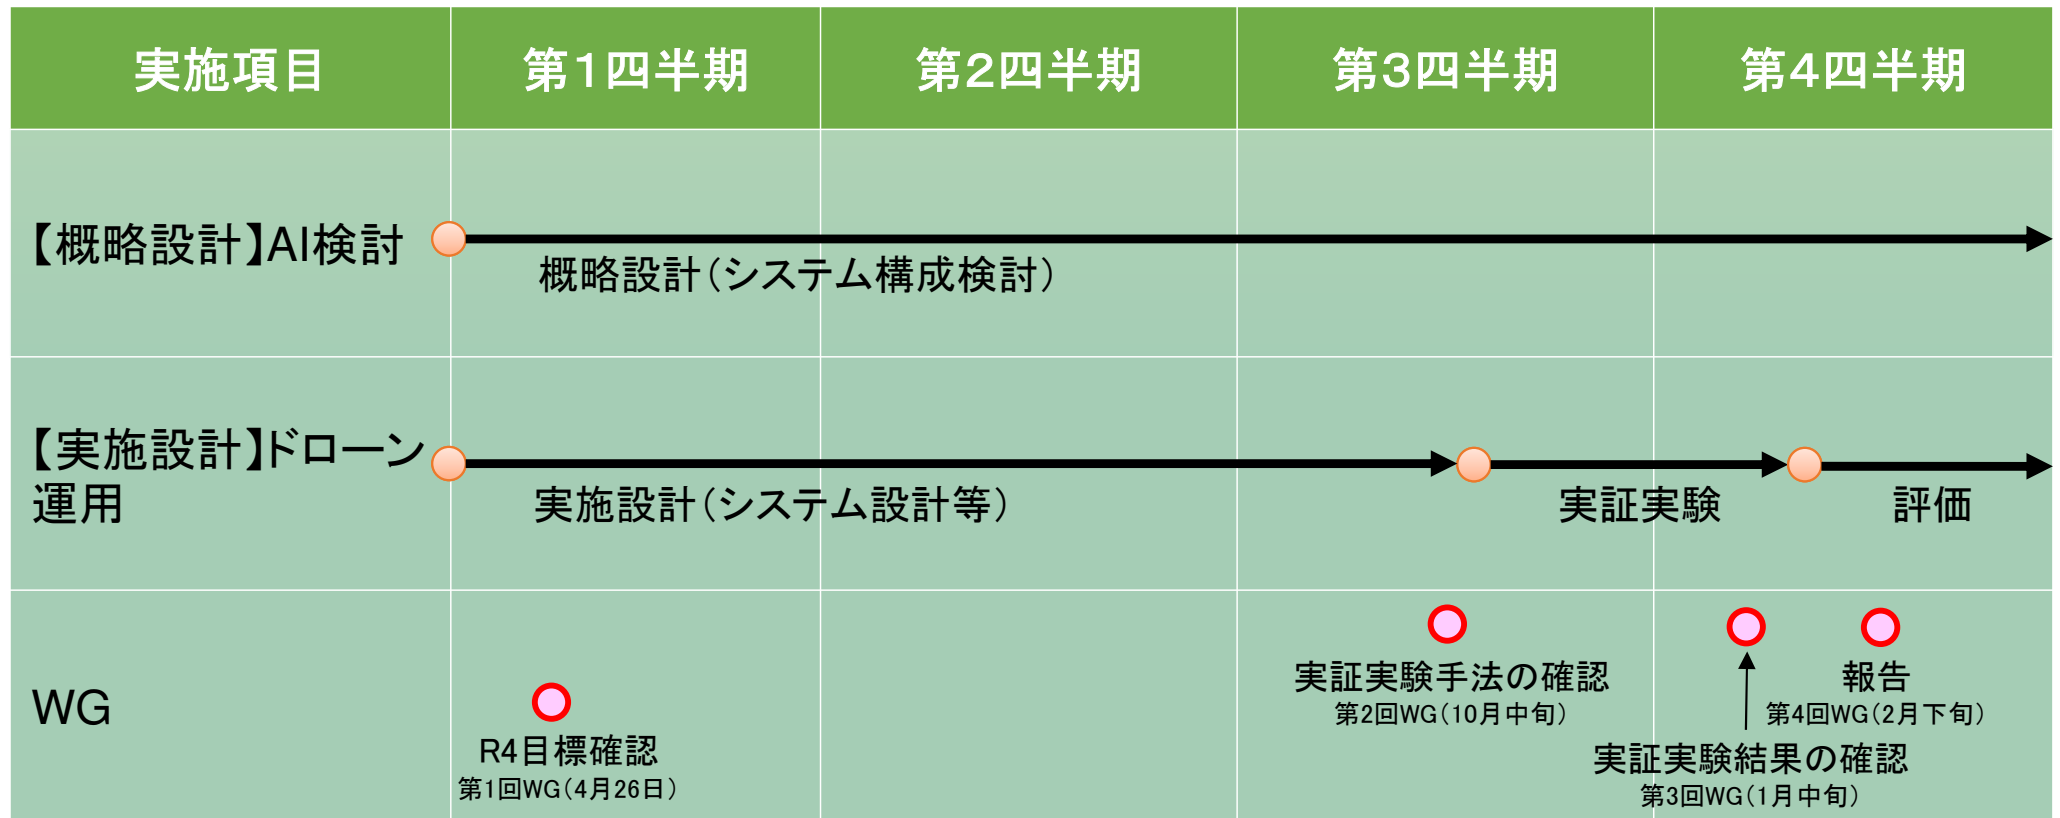 実施項目
第1四半期
第2四半期
第3四半期
第4四半期
【概略設計】AI検討
概略設計(システム構成検討)
【実施設計】ドローン
運用
実施設計(システム設計等)
実証実験
評価
WG
R4目標確認
第1回WG(4月26日)
実証実験手法の確認
第2回WG(10月中旬)
実証実験結果の確認
第3回WG(1月中旬)
報告
第4回WG(2月下旬)